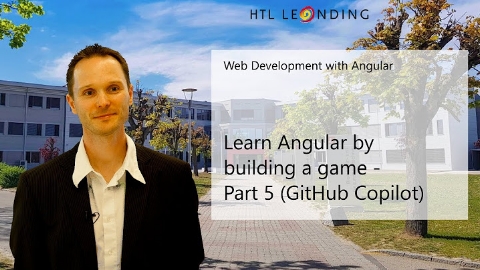 HTL LEONDING
Web Development with Angular
Learn Angular by
building a game -
Part 5 (GitHub Copilot)